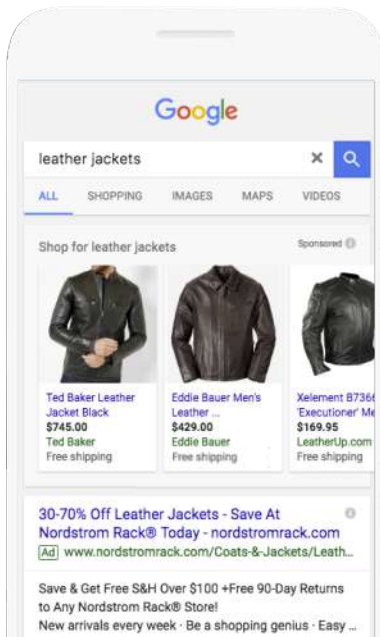 Google
leather jackets
ALL SHOPPING IMAGES MAPS VIDEOS
Shop for leather jackets
Sponsored
Ted Baker Leather
Jacket Black
$745.00
Ted Baker
Free shipping
Eddie Bauer Men's
Leather ...
$429.00
Eddie Bauer
Free shipping
Xelement B7366
'Executioner' Me
$169.95
LeatherUp.com
Free shipping
30-70% Off Leather Jackets - Save At
Nordstrom Rack® Today - nordstromrack.com
Ad www.nordstromrack.com/Coats-&-Jackets/Leath...
Save & Get Free S&H Over $100 +Free 90-Day Returns
to Any Nordstrom Rack® Store!
New arrivals every week · Be a shopping genius · Easy ...